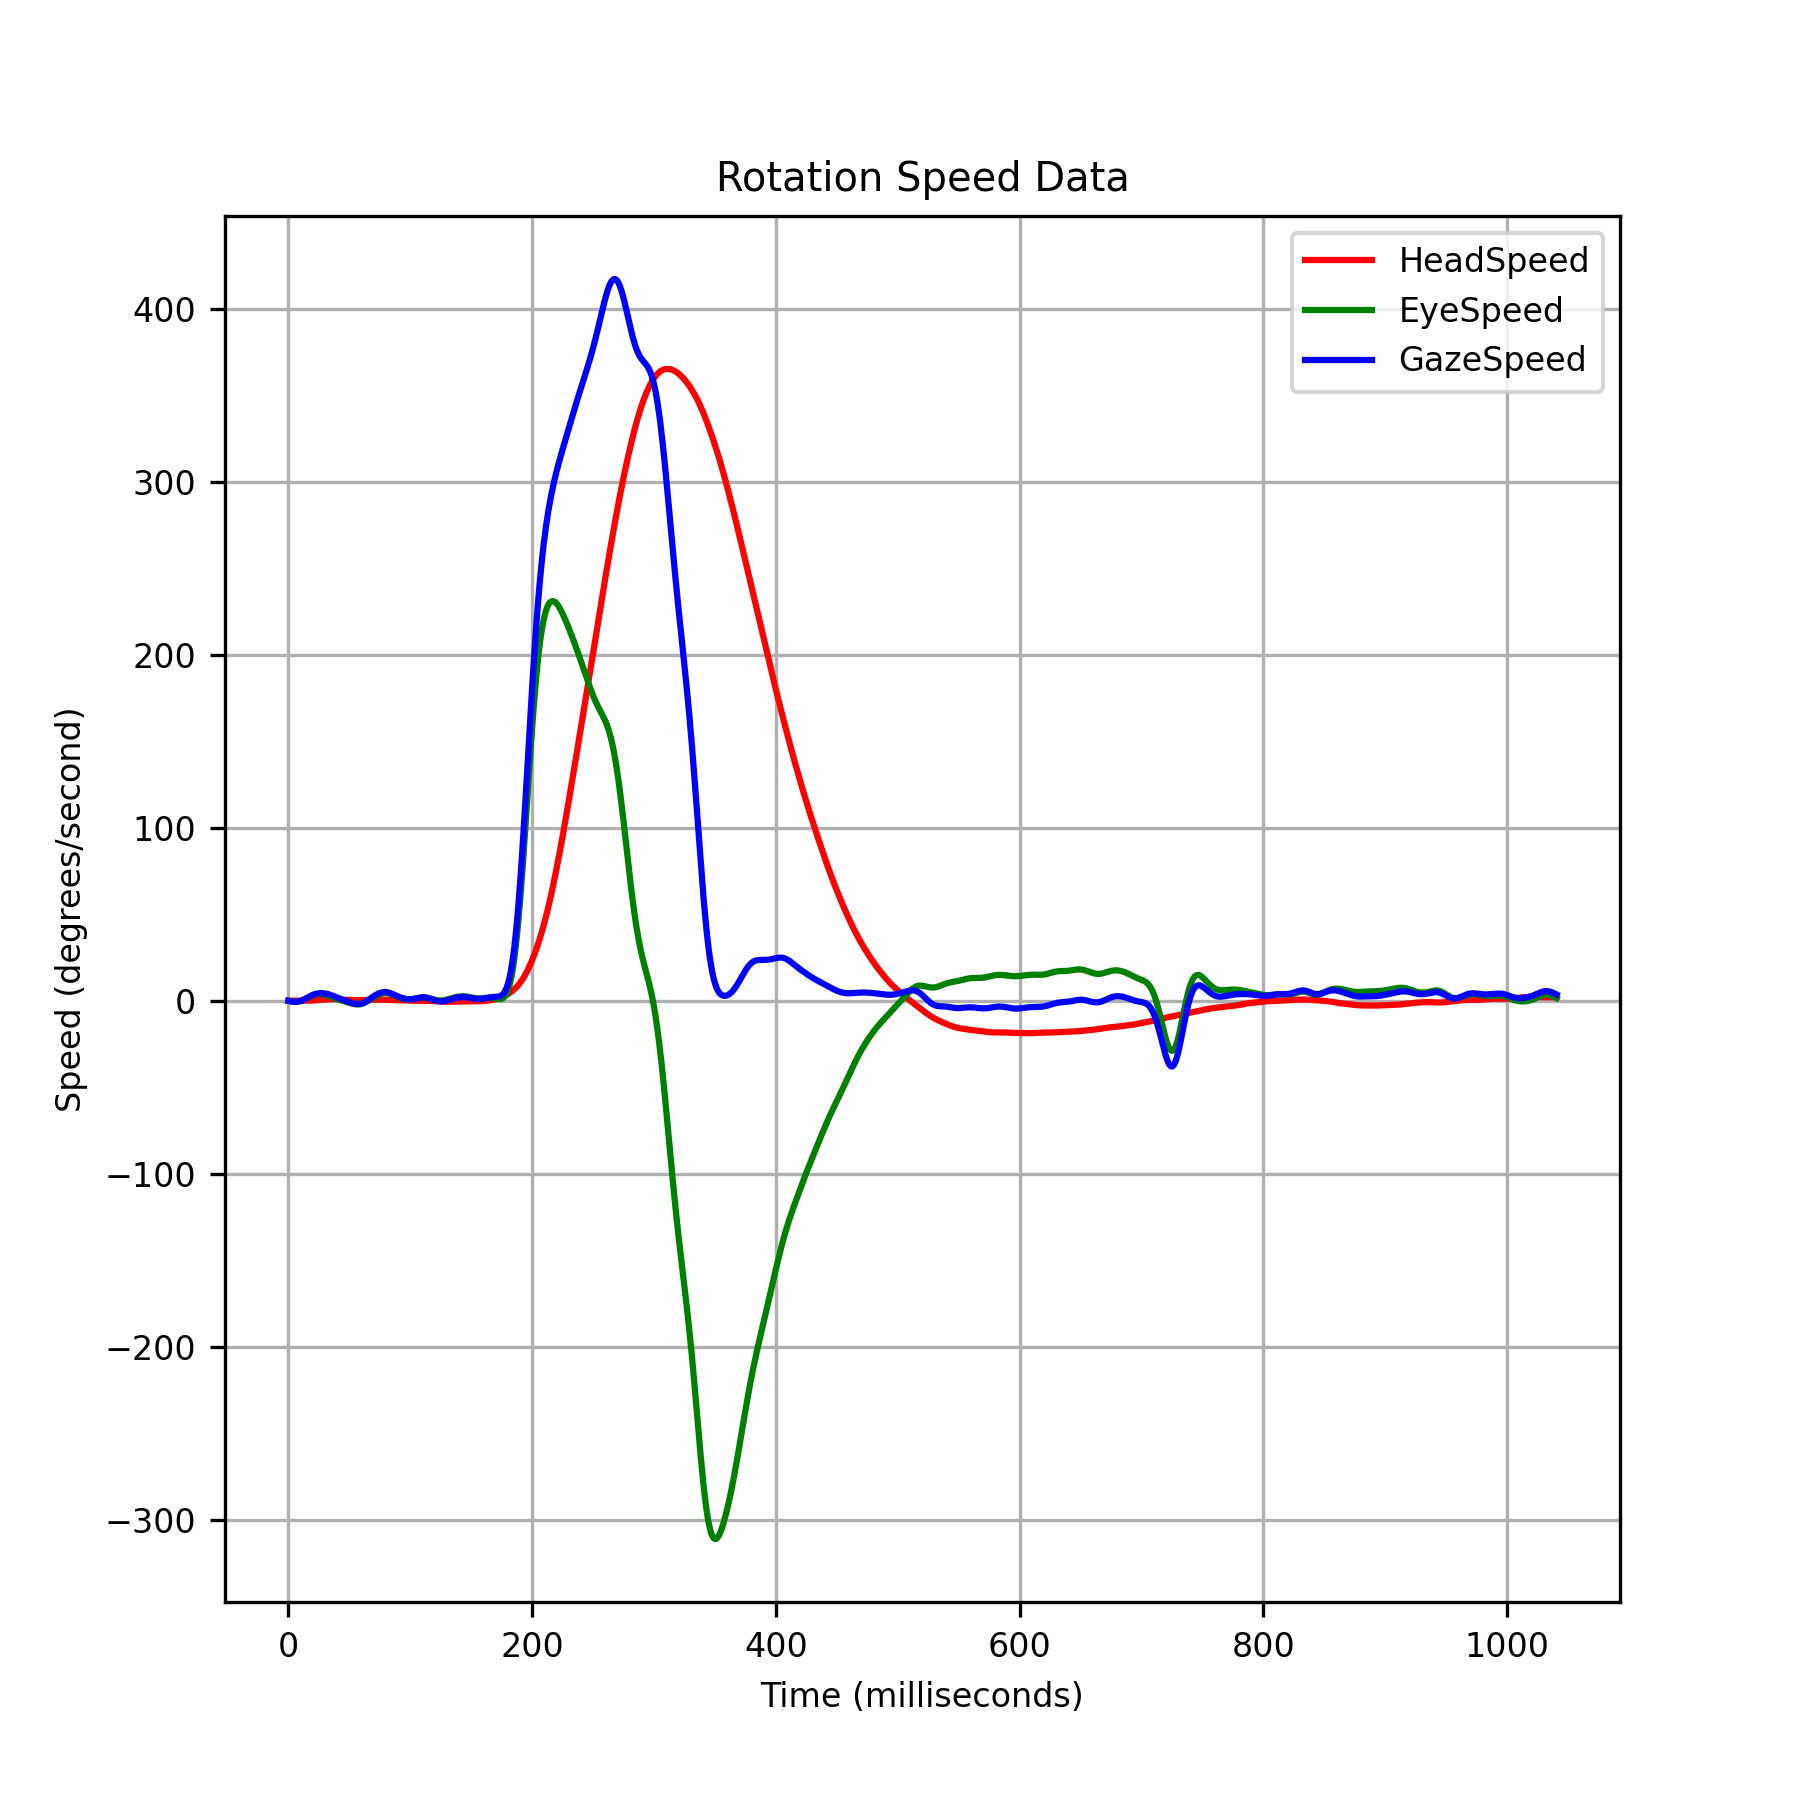 Rotation Speed Data
HeadSpeed
EyeSpeed
GazeSpeed
400
300
200
100
0
−100
−200
−300
Speed (degrees/second)
0 200 400 600 800 1000
Time (milliseconds)